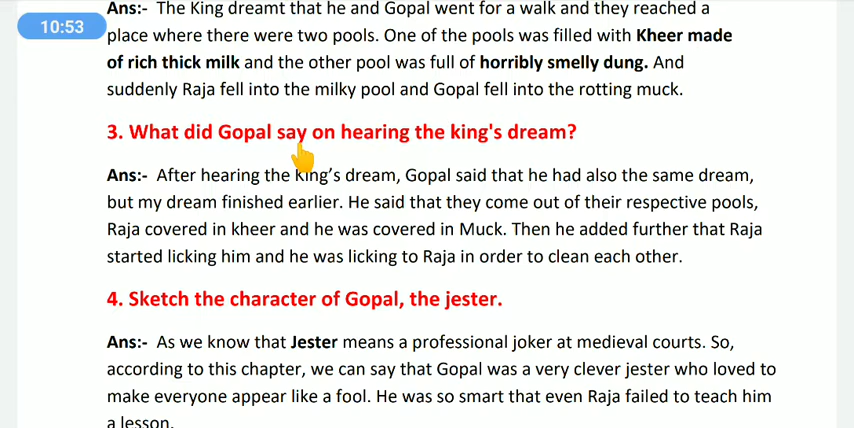 Ans:- The King dreamt that he and Gopal went for a walk and they reached a
10:53
place where there were two pools. One of the pools was filled with Kheer made
of rich thick milk and the other pool was full of horribly smelly dung. And
suddenly Raja fell into the milky pool and Gopal fell into the rotting muck.
3. What did Gopal say on hearing the king's dream?
Ans:- After hearing the King's dream, Gopal said that he had also the same dream,
but my dream finished earlier. He said that they come out of their respective pools,
Raja covered in kheer and he was covered in Muck. Then he added further that Raja
started licking him and he was licking to Raja in order to clean each other.
4. Sketch the character of Gopal, the jester.
Ans:- As we know that Jester means a professional joker at medieval courts. So,
according to this chapter, we can say that Gopal was a very clever jester who loved to
make everyone appear like a fool. He was so smart that even Raja failed to teach him
a lesson.